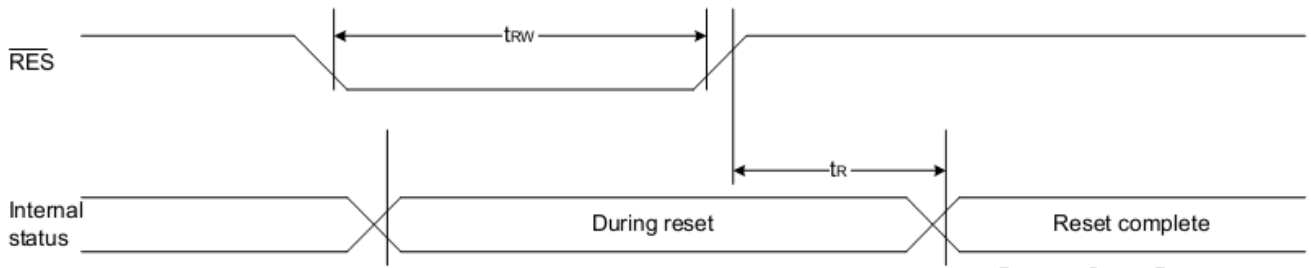 tRW
RES
tR
Internal
status
During reset
Reset complete